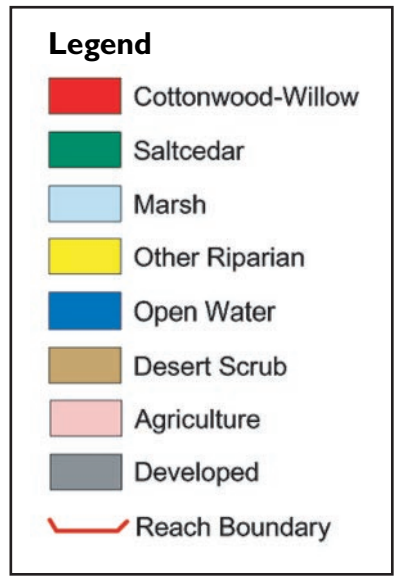 Legend
Cottonwood-Willow
Saltcedar
Marsh
Other Riparian
Open Water
Desert Scrub
Agriculture
Developed
Reach Boundary